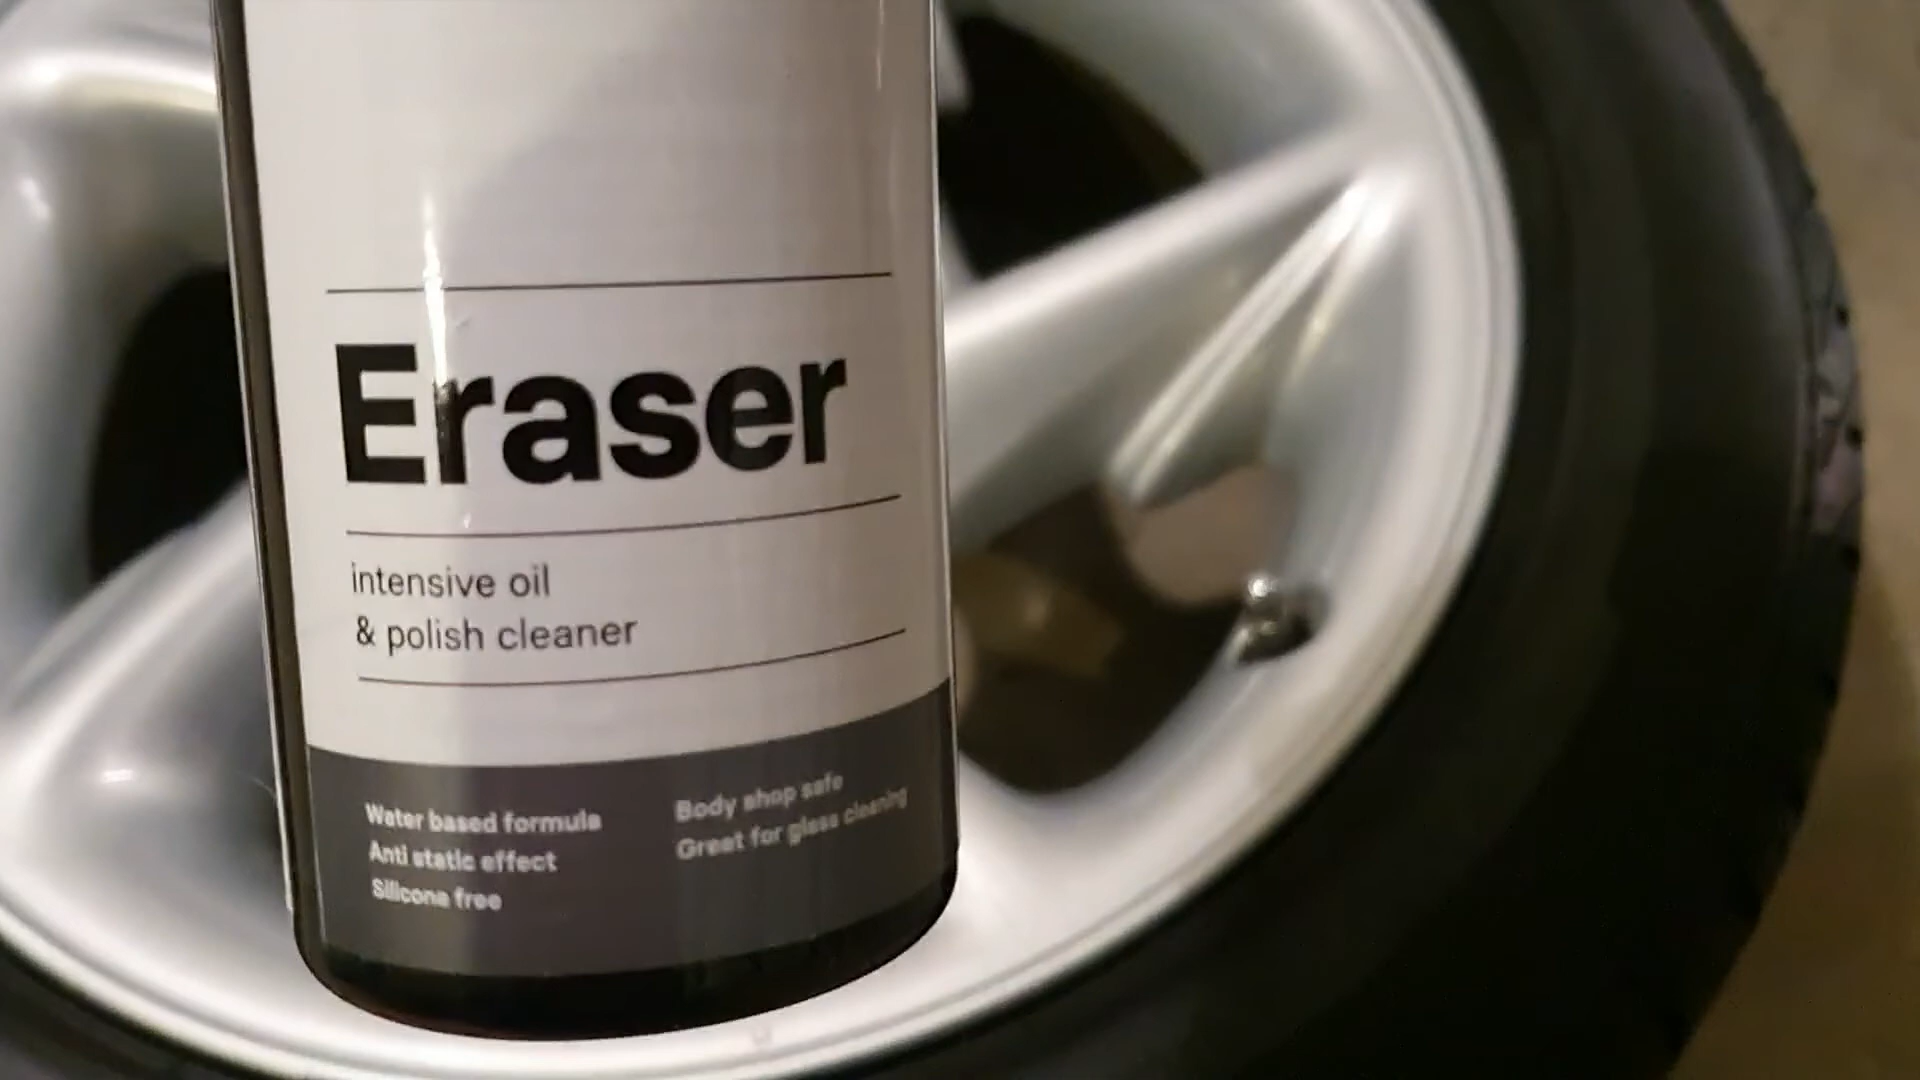 Eraser
intensive oil
& polish cleaner
Water based formula
Anti static effect
Silicone free
Body shop safe
Great for glass cleaning